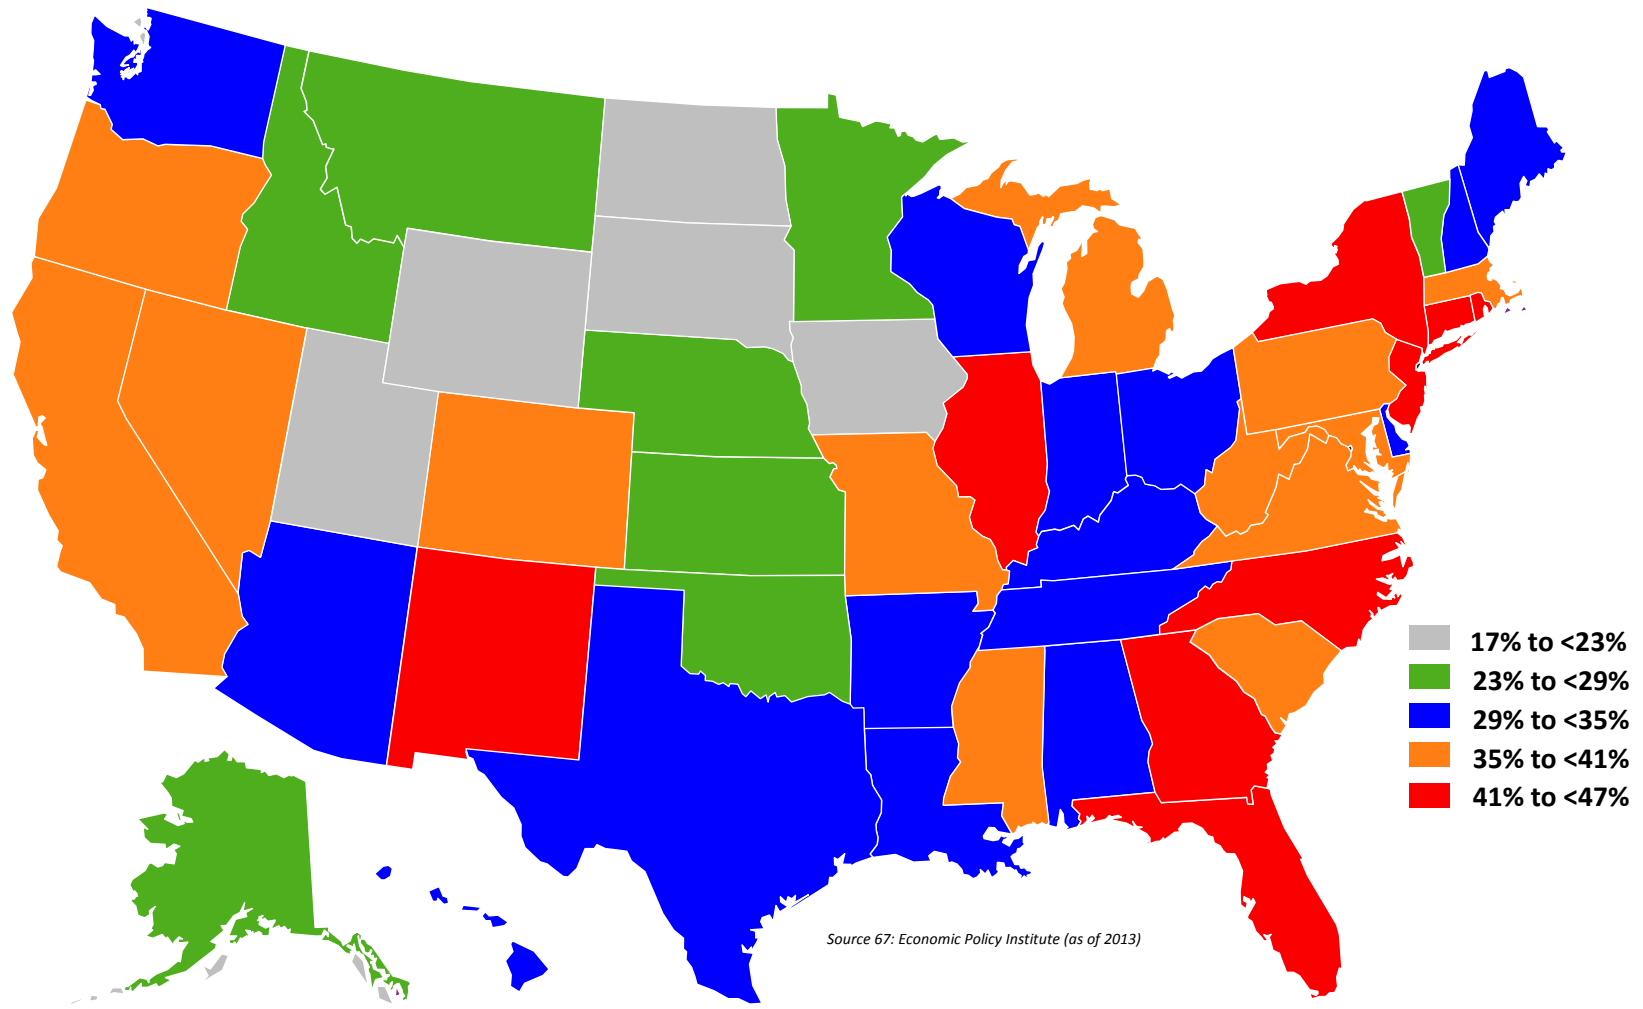 17% to <23%
23% to <29%
29% to <35%
35% to <41%
41% to <47%
Source 67: Economic Policy Institute (as of 2013)